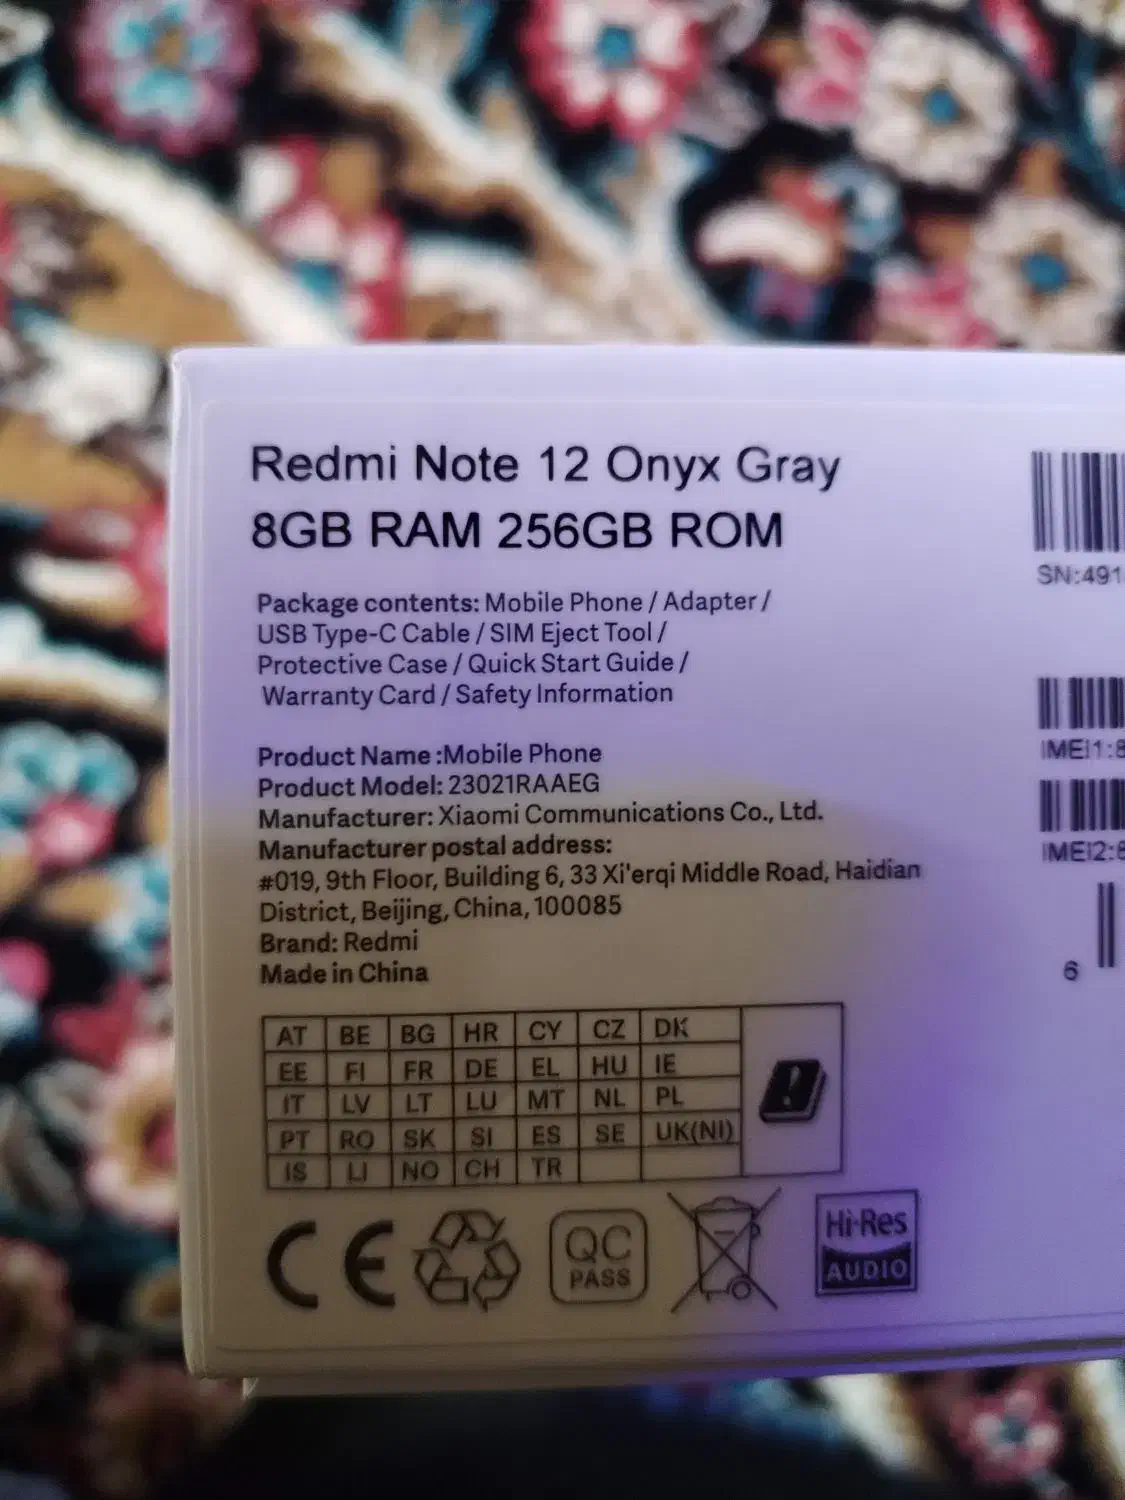 Redmi Note 12 Onyx Gray
8GB RAM 256GB ROM
Package contents: Mobile Phone / Adapter /
USB Type-C Cable / SIM Eject Tool /
Protective Case / Quick Start Guide /
Warranty Card / Safety Information
Product Name :Mobile Phone
Product Model: 23021RAAEG
Manufacturer: Xiaomi Communications Co., Ltd.
Manufacturer postal address:
#019, 9th Floor, Building 6, 33 Xi'erqi Middle Road, Haidian
District, Beijing, China, 100085
Brand: Redmi
Made in China
AT BE BG HR CY CZ DK
EE FI FR DE EL HU IE
IT LV LT LU MT NL PL
PT RO SK SI ES SE UK(NI)
IS LI NO CH TR
CE
QC
PASS
Hi-Res
AUDIO
SN:491
IMEI1:8
IMEI2:8
6